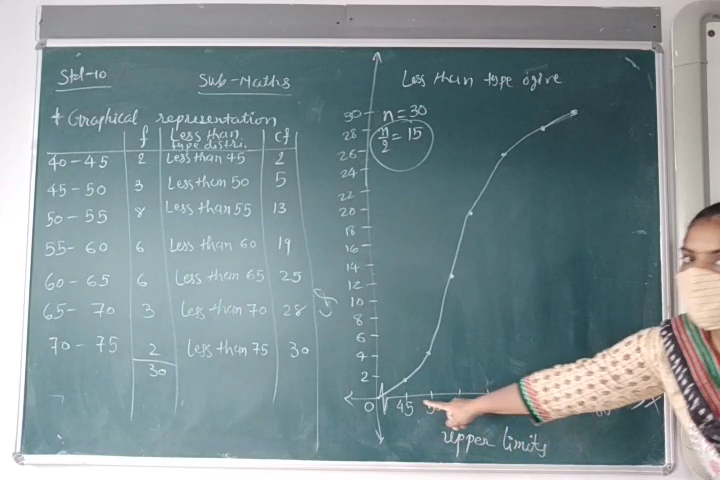 Std-10 Sub-Maths
* Graphical representation
f Less than type distri. cf
40-45 2 Less than 45 2
45-50 3 Less than 50 5
50-55 8 Less than 55 13
55-60 6 Less than 60 19
60-65 6 Less than 65 25
65-70 3 Less than 70 28
70-75 2 Less than 75 30
30
Less than type ogive
n=30
n/2 = 15
30
28
26
24
22
20
18
16
14
12
10
8
6
4
2
0 45
upper limits